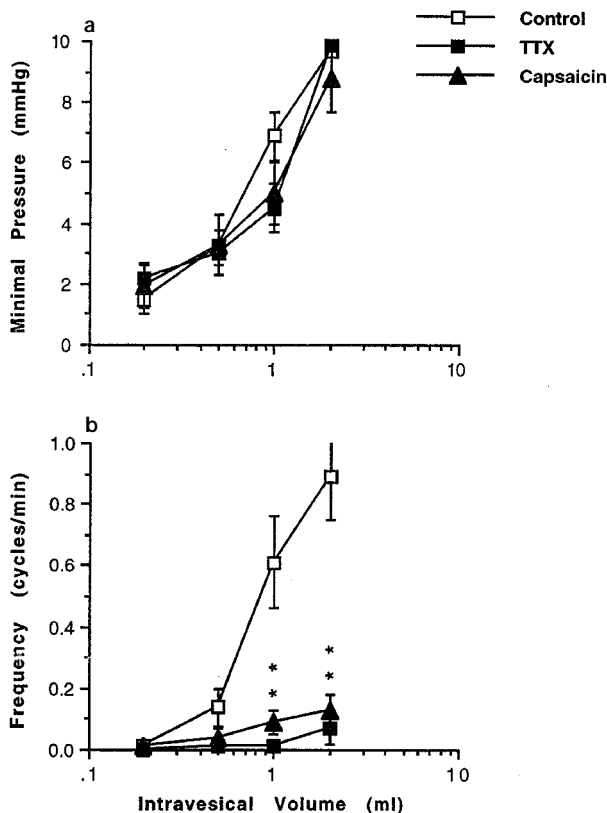 a
Control
TTX
Capsaicin
Minimal Pressure (mmHg)
10
8
6
4
2
0
.1
1
10
b
Frequency (cycles/min)
1.0
0.8
0.6
0.4
0.2
0.0
*
*
*
*
.1
1
10
Intravesical Volume (ml)